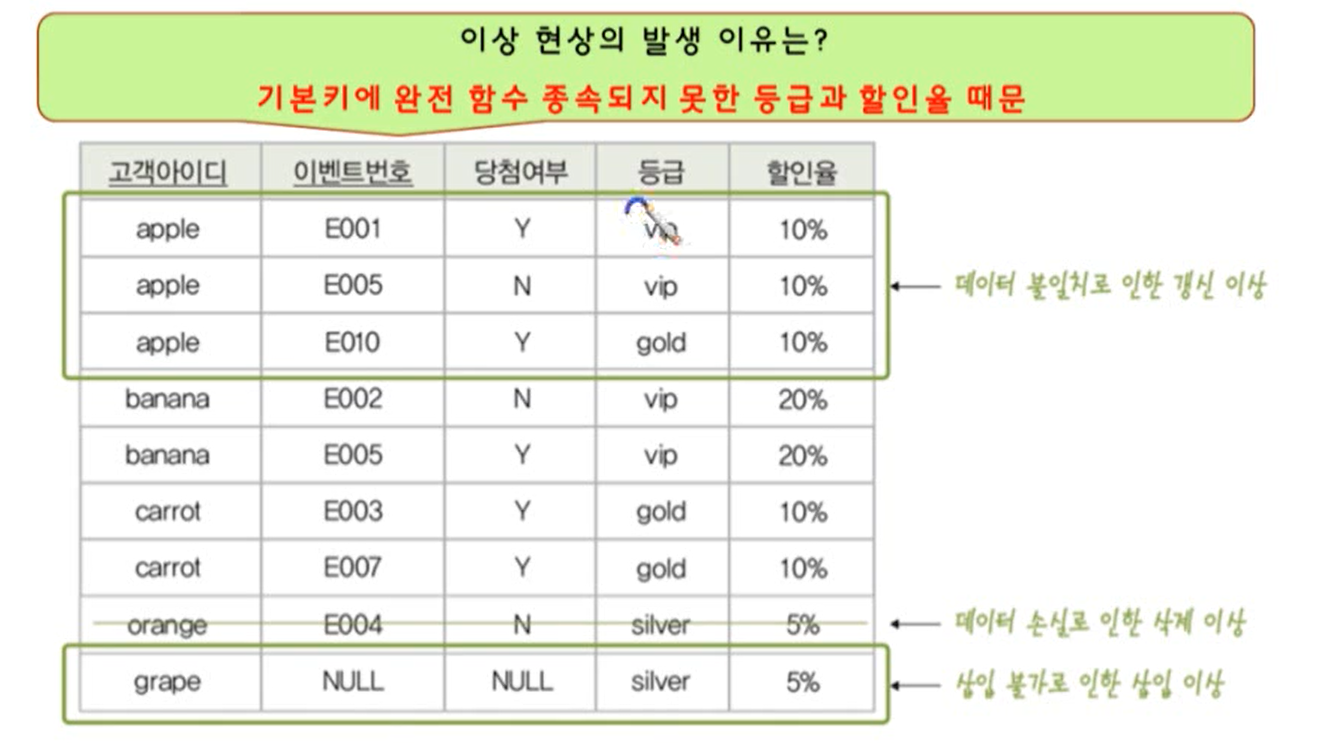 이상 현상의 발생 이유는?
기본키에 완전 함수 종속되지 못한 등급과 할인율 때문
고객아이디 이벤트번호 당첨여부 등급 할인율
apple E001 Y vip 10%
apple E005 N vip 10%
데이터 불일치로 인한 갱신 이상
apple E010 Y gold 10%
banana E002 N vip 20%
banana E005 Y vip 20%
carrot E003 Y gold 10%
carrot E007 Y gold 10%
orange E004 N silver 5%
데이터 손실로 인한 삭제 이상
grape NULL NULL silver 5%
삽입 불가로 인한 삽입 이상